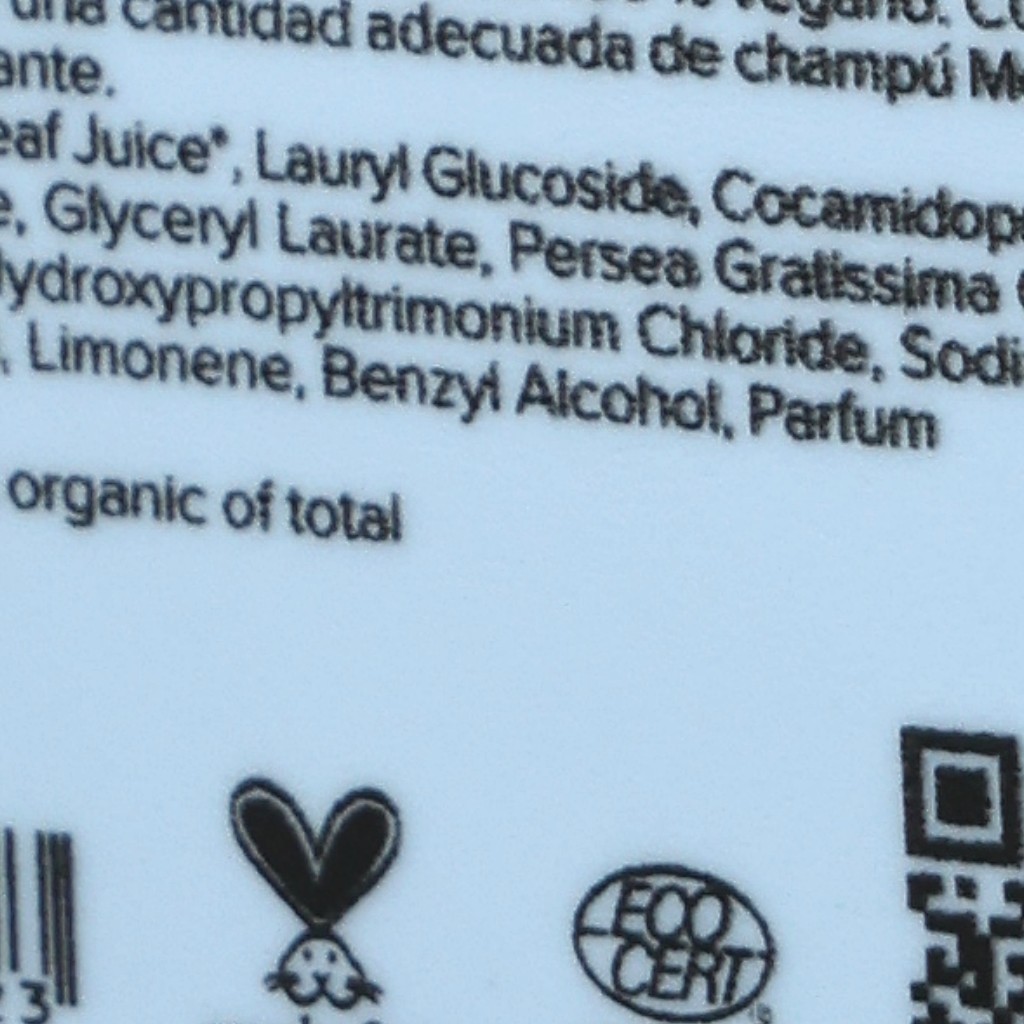 una cantidad adecuada de champú
ante.
eaf Juice*, Lauryl Glucoside, Cocamidop
e, Glyceryl Laurate, Persea Gratissima
ydroxypropyltrimonium Chloride, Sodi
, Limonene, Benzyl Alcohol, Parfum
organic of total
ECO
CERT
3